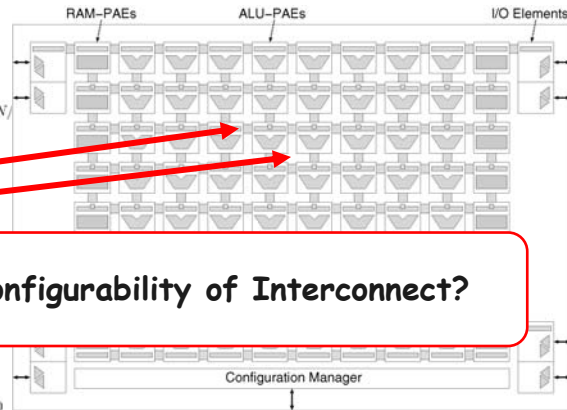 RAM–PAEs ALU–PAEs I/O Elements
onfigurability of Interconnect?
Configuration Manager